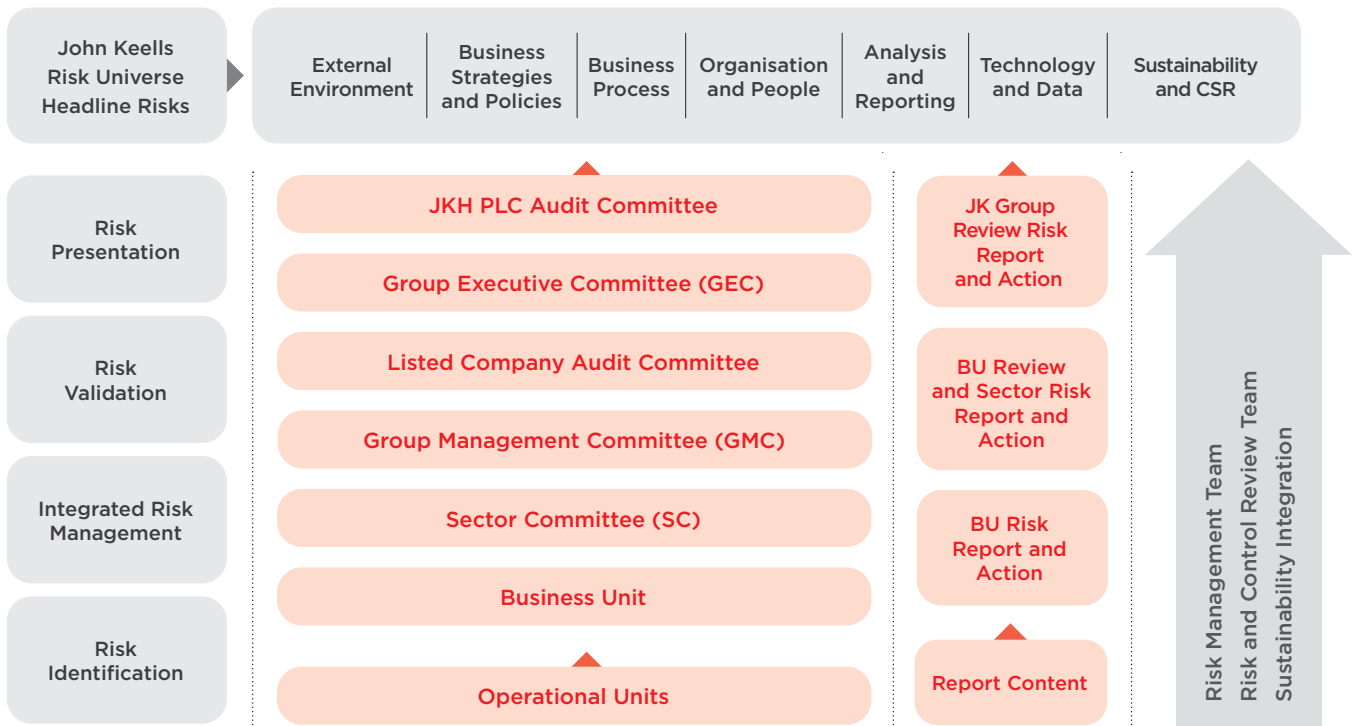 John Keells
Risk Universe
Headline Risks
External
Environment
Business
Strategies
and Policies
Business
Process
Organisation
and People
Analysis
and
Reporting
Technology
and Data
Sustainability
and CSR
Risk
Presentation
Risk
Validation
Integrated Risk
Management
Risk
Identification
JKH PLC Audit Committee
Group Executive Committee (GEC)
Listed Company Audit Committee
Group Management Committee (GMC)
Sector Committee (SC)
Business Unit
Operational Units
JK Group
Review Risk
Report
and Action
BU Review
and Sector Risk
Report and
Action
BU Risk
Report and
Action
Report Content
Risk Management Team
Risk and Control Review Team
Sustainability Integration